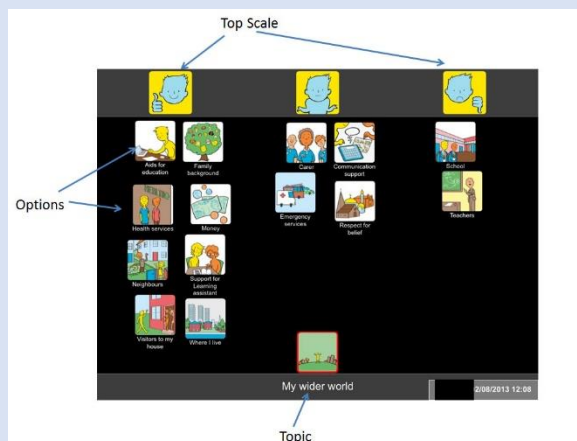 Top Scale
Aids for
education
Family
background
Carer
Communication
support
School
Options
Health services
Money
Emergency
services
Respect for
belief
Teachers
Neighbours
Support for
Learning
assistant
Visitors to my
house
Where I live
My wider world
2/08/2013 12:08
Topic